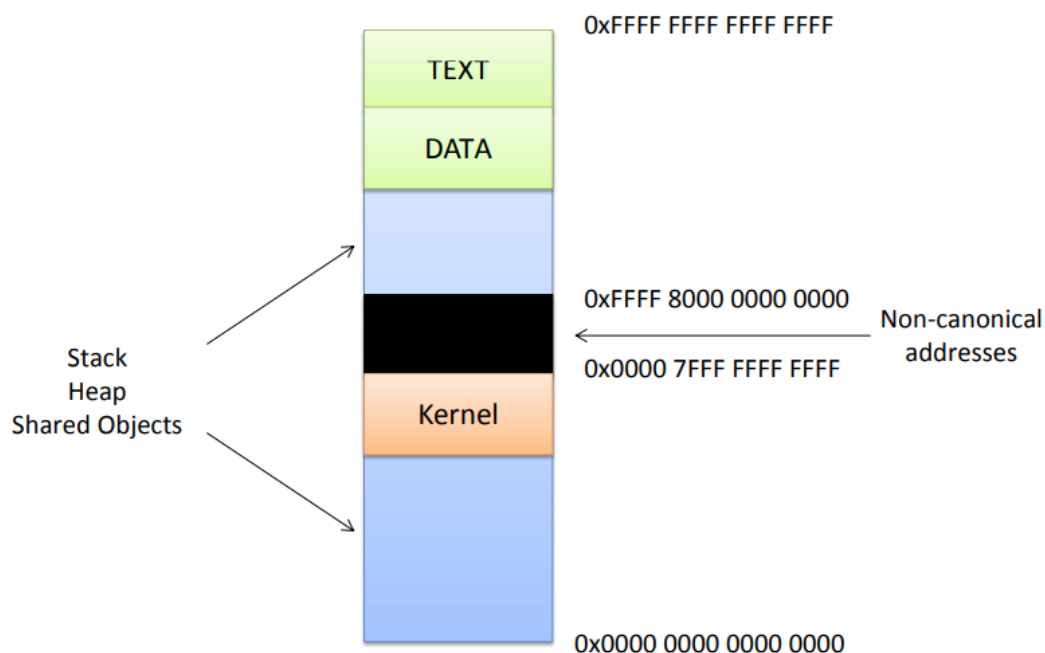 0xFFFF FFFF FFFF FFFF
TEXT
DATA
0xFFFF 8000 0000 0000
Non-canonical
addresses
0x0000 7FFF FFFF FFFF
Stack
Heap
Shared Objects
Kernel
0x0000 0000 0000 0000